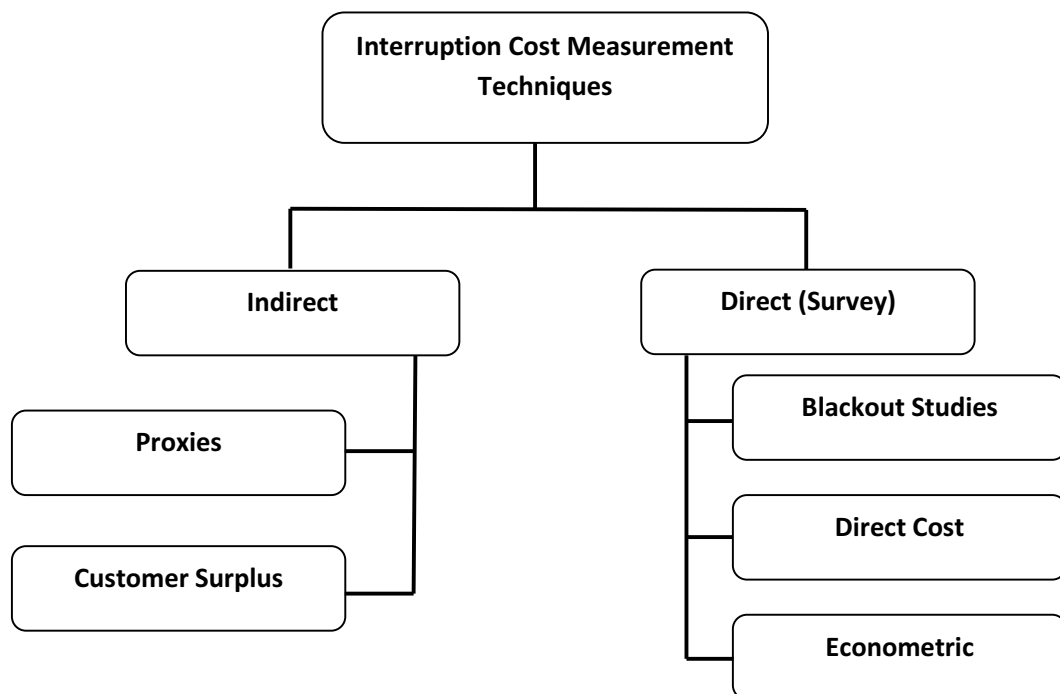 Interruption Cost Measurement
Techniques
Indirect
Direct (Survey)
Proxies
Customer Surplus
Blackout Studies
Direct Cost
Econometric